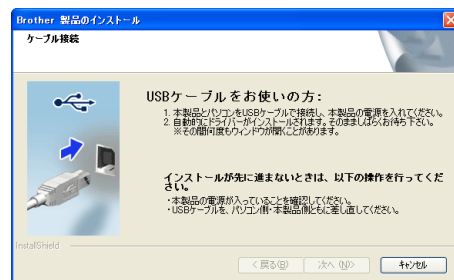 Brother 製品のインストール
ケーブル接続
USBケーブルをお使いの方:
1. 本製品とパソコンをUSBケーブルで接続し、本製品の電源を入れてください。
2. 自動的にドライバーがインストールされます。そのまましばらくお待ち下さい。
※その間何度もウィンドウが開くことがあります。
インストールが先に進まないときは、以下の操作を行ってくだ
さい。
・本製品の電源が入っていることを確認してください。
・USBケーブルを、パソコン側・本製品側ともに差し直してください。
InstallShield
< 戻る(B)
次へ (N)>
キャンセル